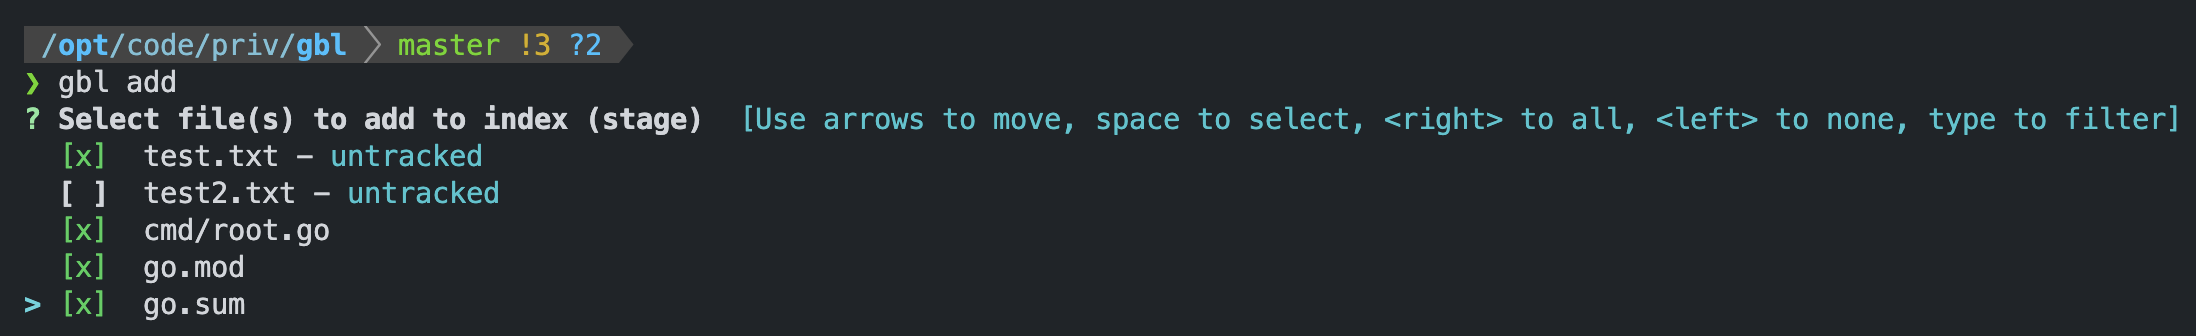 /opt/code/priv/gbl master !3 ?2
❯ gbl add
? Select file(s) to add to index (stage)  [Use arrows to move, space to select, <right> to all, <left> to none, type to filter]
[x]  test.txt – untracked
[ ]  test2.txt – untracked
[x]  cmd/root.go
[x]  go.mod
> [x]  go.sum